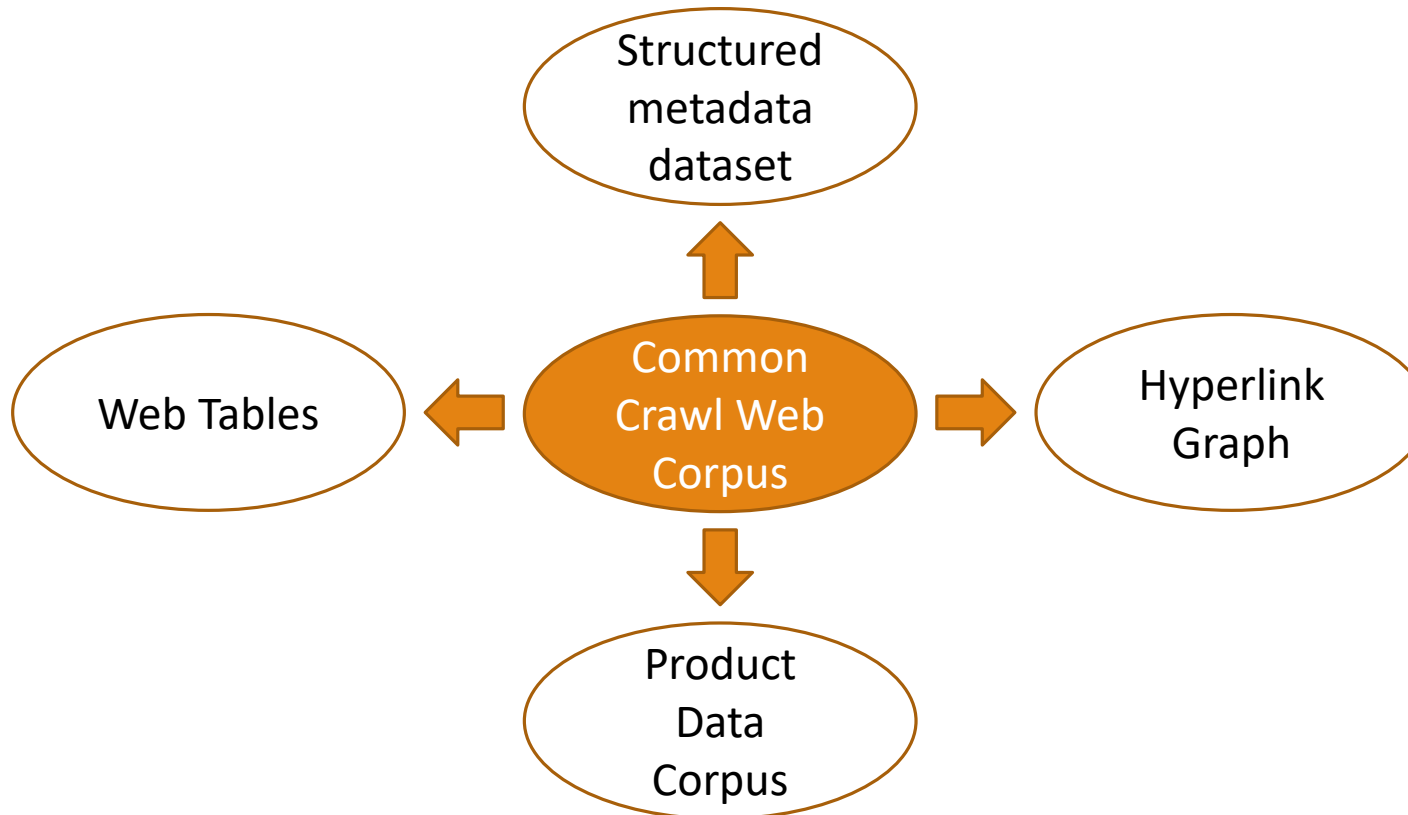 Structured
metadata
dataset
Web Tables
Common
Crawl Web
Corpus
Hyperlink
Graph
Product
Data
Corpus